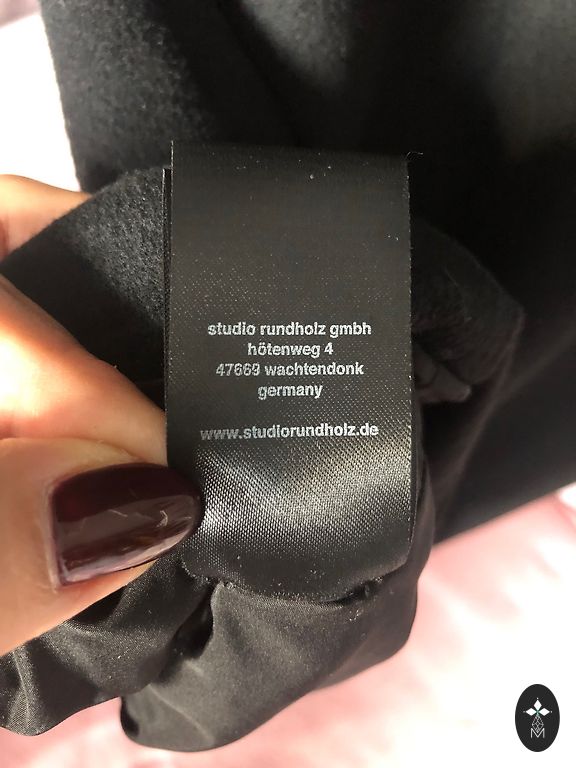 studio rundholz gmbh
hötenweg 4
47669 wachtendonk
germany
www.studiorundholz.de